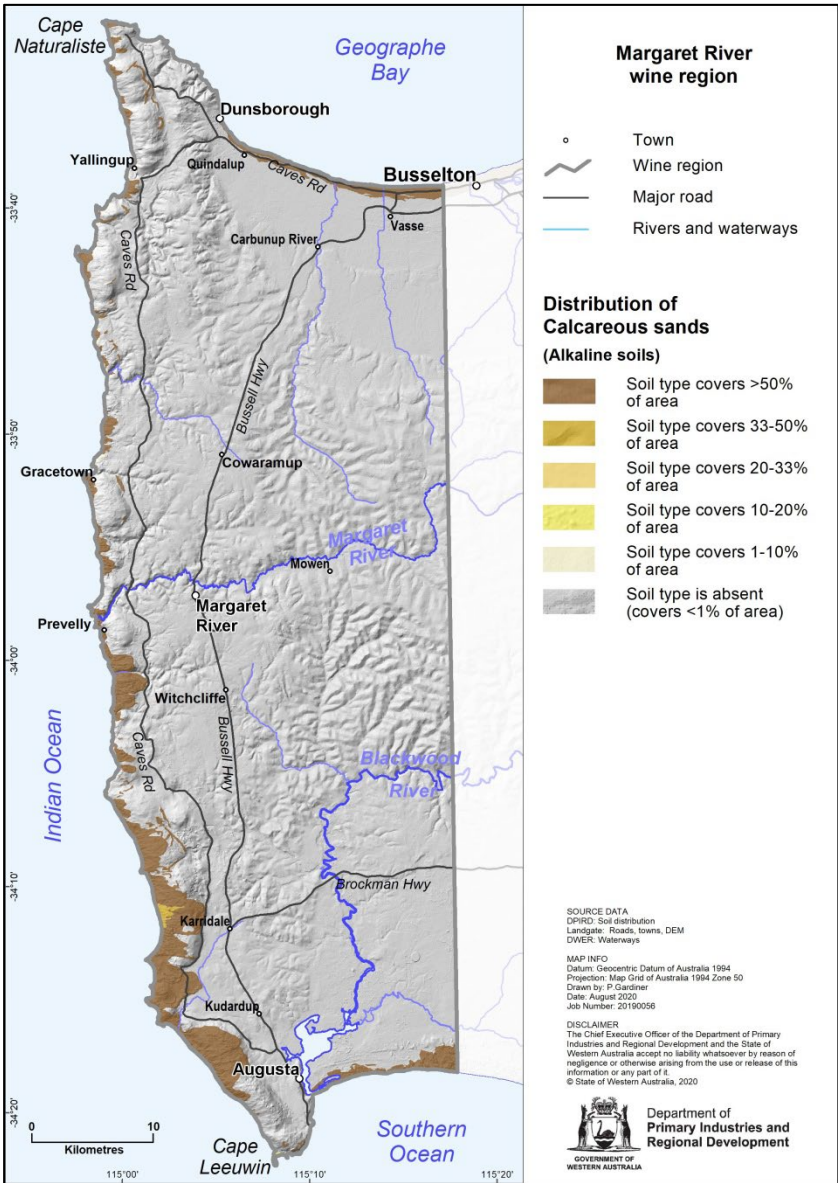 Cape
Naturaliste
Geographe
Bay
Dunsborough
Yallingup
Quindalup
Caves Rd
Busselton
Vasse
-33°40'
Carbunup River
Caves Rd
Bussell Hwy
-33°50'
Gracetown
Cowaramup
Margaret
River
Mowen
Margaret
River
Prevelly
-34°00'
Witchcliffe
Bussell Hwy
Caves Rd
Indian Ocean
Blackwood
River
-34°10'
Brockman Hwy
Karridale
Kudardup
Augusta
-34°20'
0 10
Kilometres
Cape
Leeuwin
Southern
Ocean
115°00'
115°10'
115°20'
Margaret River
wine region
Town
Wine region
Major road
Rivers and waterways
Distribution of
Calcareous sands
(Alkaline soils)
Soil type covers >50%
of area
Soil type covers 33-50%
of area
Soil type covers 20-33%
of area
Soil type covers 10-20%
of area
Soil type covers 1-10%
of area
Soil type is absent
(covers <1% of area)
SOURCE DATA
DPIRD: Soil distribution
Landgate: Roads, towns, DEM
DWER: Waterways
MAP INFO
Datum: Geocentric Datum of Australia 1994
Projection: Map Grid of Australia 1994 Zone 50
Drawn by: P.Gardiner
Date: August 2020
Job Number: 20190056
DISCLAIMER
The Chief Executive Officer of the Department of Primary
Industries and Regional Development and the State of
Western Australia accept no liability whatsoever by reason of
negligence or otherwise arising from the use or release of this
information or any part of it.
© State of Western Australia, 2020
GOVERNMENT OF
WESTERN AUSTRALIA
Department of
Primary Industries and
Regional Development